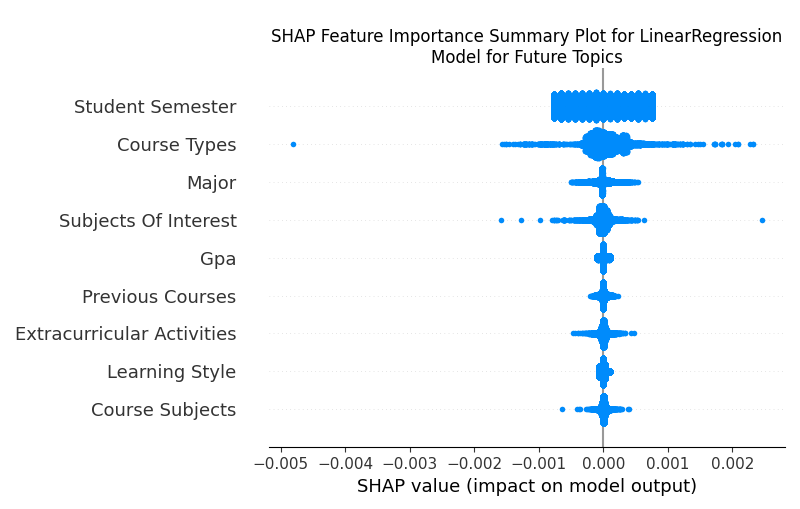 SHAP Feature Importance Summary Plot for LinearRegression
Model for Future Topics
Student Semester
Course Types
Major
Subjects Of Interest
Gpa
Previous Courses
Extracurricular Activities
Learning Style
Course Subjects
−0.005 −0.004 −0.003 −0.002 −0.001 0.000 0.001 0.002
SHAP value (impact on model output)